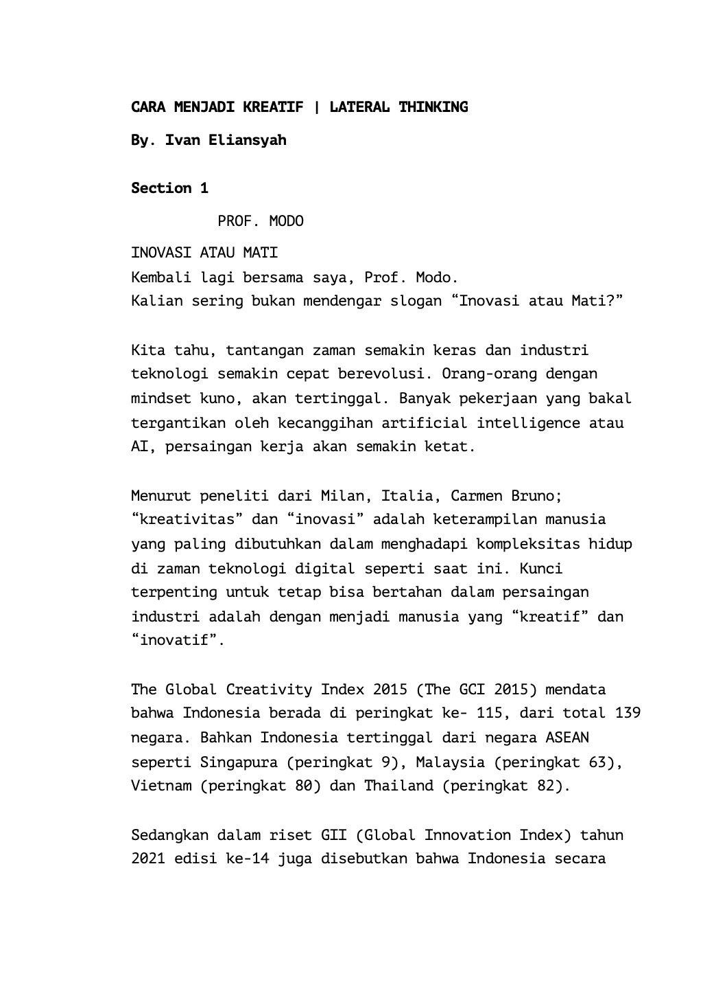 CARA MENJADI KREATIF | LATERAL THINKING
By. Ivan Eliansyah
Section 1
PROF. MODO
INOVASI ATAU MATI
Kembali lagi bersama saya, Prof. Modo.
Kalian sering bukan mendengar slogan “Inovasi atau Mati?”
Kita tahu, tantangan zaman semakin keras dan industri
teknologi semakin cepat berevolusi. Orang-orang dengan
mindset kuno, akan tertinggal. Banyak pekerjaan yang bakal
tergantikan oleh kecanggihan artificial intelligence atau
AI, persaingan kerja akan semakin ketat.
Menurut peneliti dari Milan, Italia, Carmen Bruno;
“kreativitas” dan “inovasi” adalah keterampilan manusia
yang paling dibutuhkan dalam menghadapi kompleksitas hidup
di zaman teknologi digital seperti saat ini. Kunci
terpenting untuk tetap bisa bertahan dalam persaingan
industri adalah dengan menjadi manusia yang “kreatif” dan
“inovatif”.
The Global Creativity Index 2015 (The GCI 2015) mendata
bahwa Indonesia berada di peringkat ke- 115, dari total 139
negara. Bahkan Indonesia tertinggal dari negara ASEAN
seperti Singapura (peringkat 9), Malaysia (peringkat 63),
Vietnam (peringkat 80) dan Thailand (peringkat 82).
Sedangkan dalam riset GII (Global Innovation Index) tahun
2021 edisi ke-14 juga disebutkan bahwa Indonesia secara